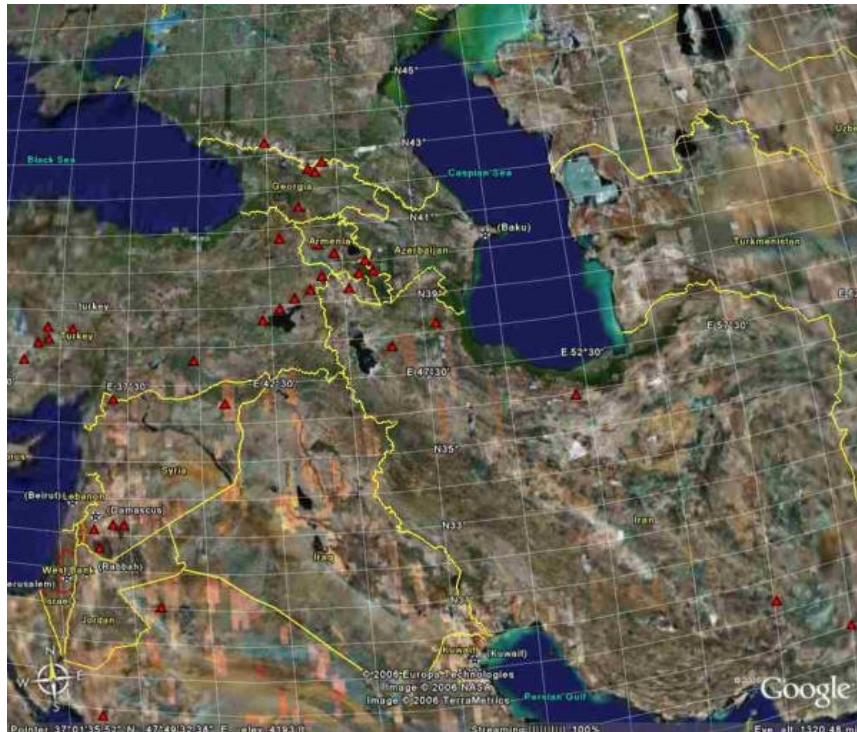 N45°
Black Sea
N43°
Caspian Sea
Georgia
N41°
(Baku)
Armenia
Azerbaijan
Turkmenistan
N39°
Turkey
Turkey
E 57°30'
E 52°30'
E 47°30'
E 37°30'
E 42°30'
N35°
Syria
(Beirut) Lebanon
(Damascus)
N33°
Iran
Iraq
West Bank
(Rabbah)
Jordan
Kuwait
(Kuwait)
N
W E
S
© 2006 Europa Technologies
Image © 2006 NASA
Image © 2006 TerraMetrics
Persian Gulf
Google
Streaming
100%